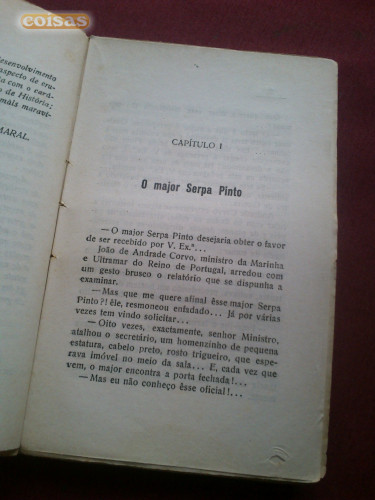 coisas
desenvolvimento
aspecto de eru-
ia com o cará-
o de História;
mais maravi-
MARAL.
CAPÍTULO I
O major Serpa Pinto
— O major Serpa Pinto desejaria obter o favor
de ser recebido por V. Ex.ª...
João de Andrade Corvo, ministro da Marinha
e Ultramar do Reino de Portugal, arredou com
um gesto brusco o relatório que se dispunha a
examinar.
— Mas que me quere afinal êsse major Serpa
Pinto?! êle, resmoneou enfadado... Já por várias
vezes tem vindo solicitar...
— Oito vezes, exactamente, senhor Ministro,
atalhou o secretário, um homenzinho de pequena
estatura, cabelo preto, rosto trigueiro, que espe-
rava imóvel no meio da sala... E, cada vez que
vem, o major encontra a porta fechada!...
— Mas eu não conheço êsse oficial!...